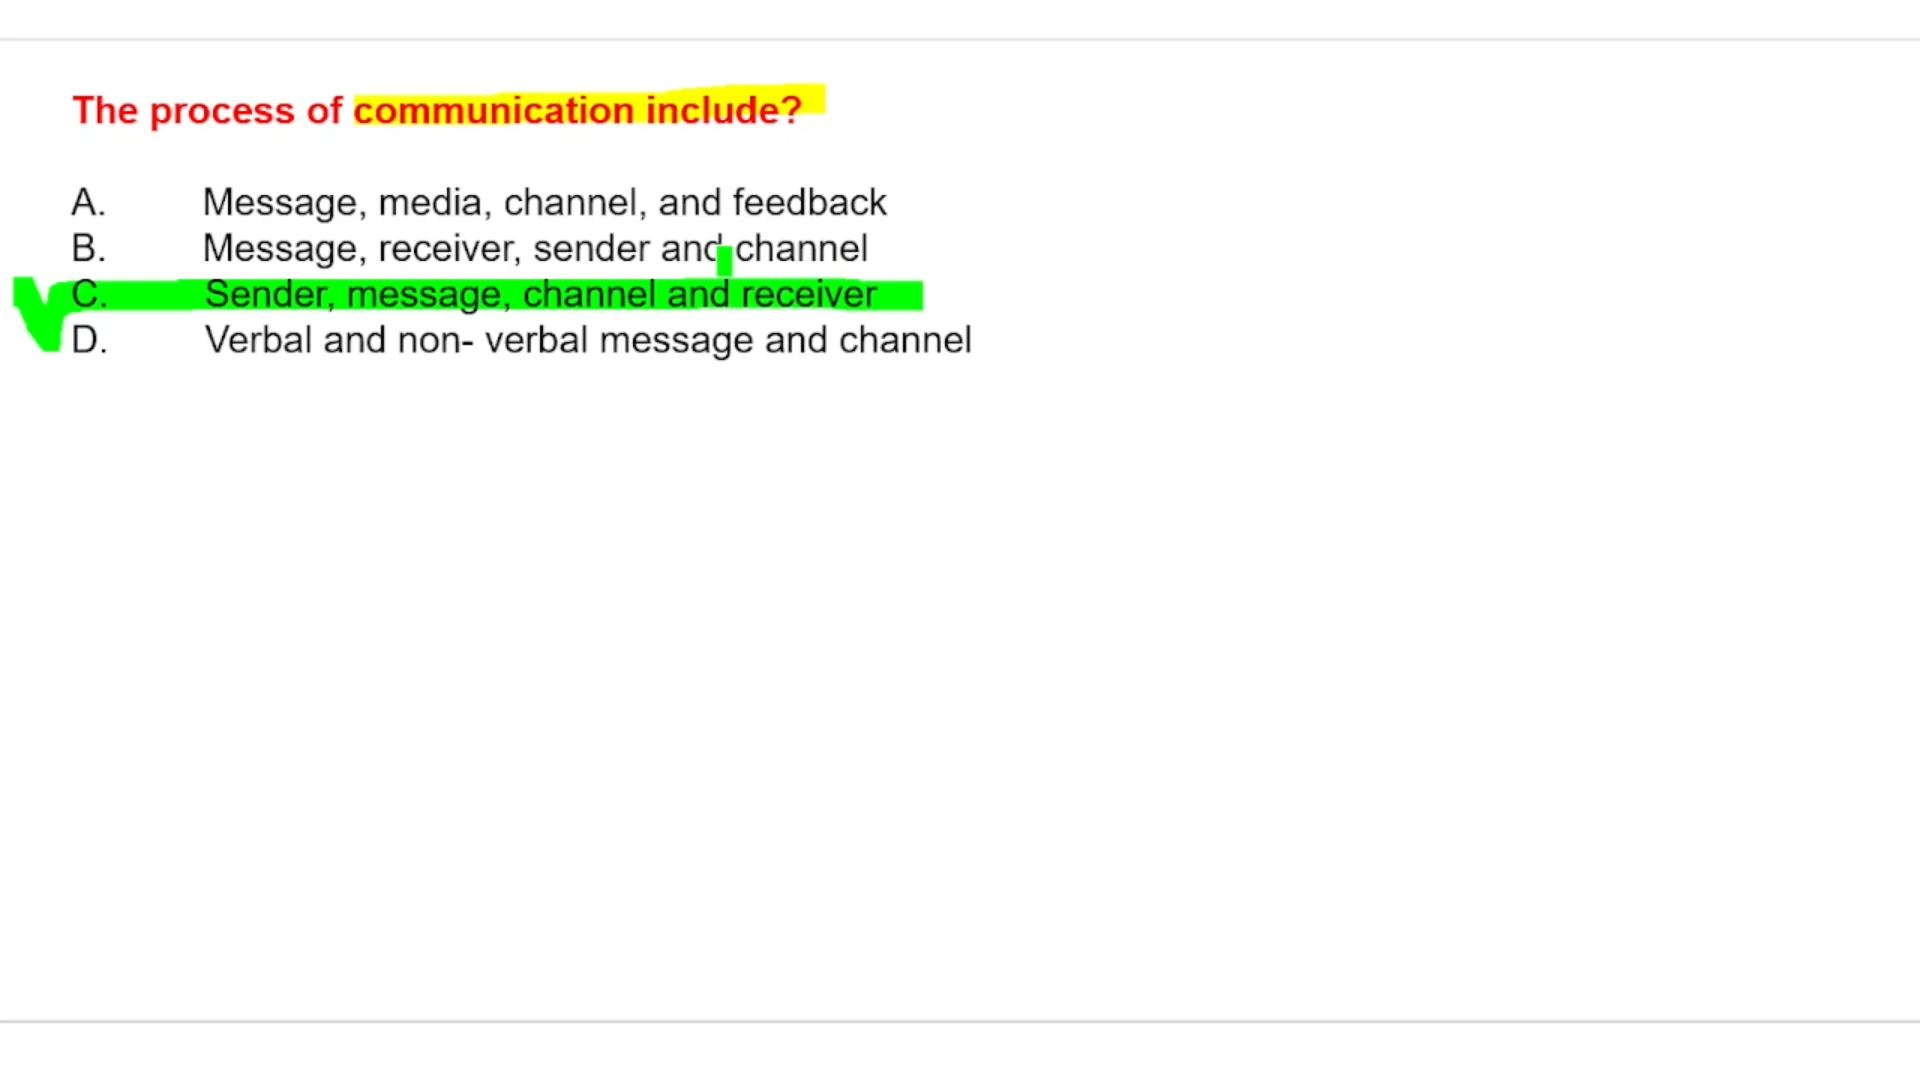 The process of communication include?
A. Message, media, channel, and feedback
B. Message, receiver, sender and channel
C. Sender, message, channel and receiver
D. Verbal and non- verbal message and channel